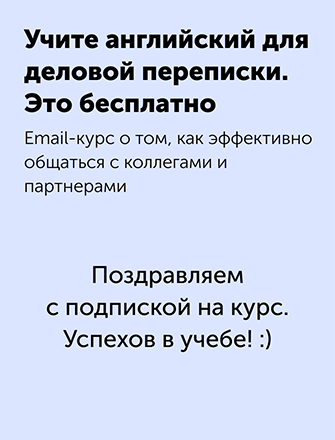 Учите английский для
деловой переписки.
Это бесплатно
Email-курс о том, как эффективно
общаться с коллегами и
партнерами
Поздравляем
с подпиской на курс.
Успехов в учебе! :)